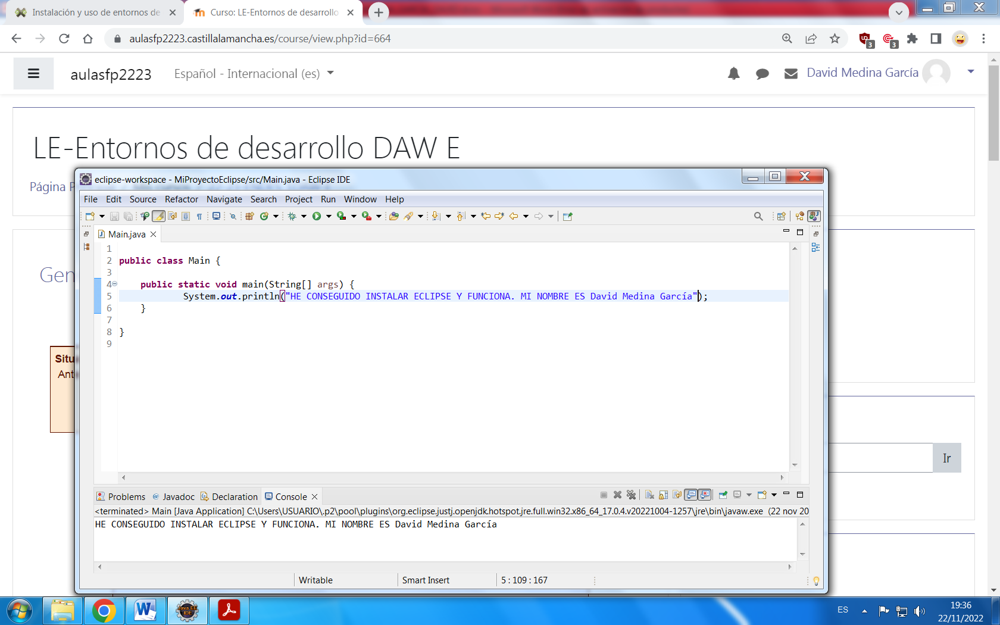 Instalación y uso de entornos de
Curso: LE-Entornos de desarrollo
aulasfp2223.castillalamancha.es/course/view.php?id=664
3
3
aulasfp2223
Español - Internacional (es)
David Medina García
LE-Entornos de desarrollo DAW E
Página P
eclipse-workspace - MiProyectoEclipse/src/Main.java - Eclipse IDE
File Edit Source Refactor Navigate Search Project Run Window Help
Main.java
1
2 public class Main {
3
4 public static void main(String[] args) {
5 System.out.println("HE CONSEGUIDO INSTALAR ECLIPSE Y FUNCIONA. MI NOMBRE ES David Medina García");
6 }
7
8 }
9
Gen
Situ
Ant
Ir
Problems @ Javadoc Declaration Console
<terminated> Main [Java Application] C:\Users\USUARIO\.p2\pool\plugins\org.eclipse.justj.openjdk.hotspot.jre.full.win32.x86_64_17.0.4.v20221004-1257\jre\bin\javaw.exe (22 nov 20
HE CONSEGUIDO INSTALAR ECLIPSE Y FUNCIONA. MI NOMBRE ES David Medina García
Writable
Smart Insert
5 : 109 : 167
Java EE
IDE
ES
19:36
22/11/2022